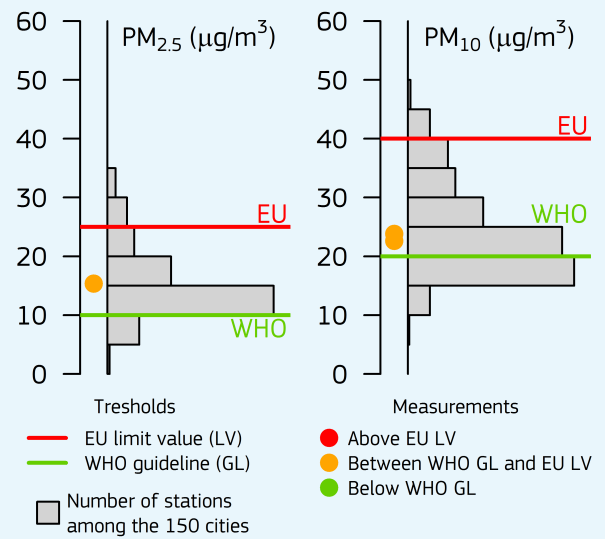 PM2.5 (µg/m³)
60
50
40
30
20
10
0
EU
WHO
PM10 (µg/m³)
60
50
40
30
20
10
0
EU
WHO
Tresholds
EU limit value (LV)
WHO guideline (GL)
Number of stations
among the 150 cities
Measurements
Above EU LV
Between WHO GL and EU LV
Below WHO GL